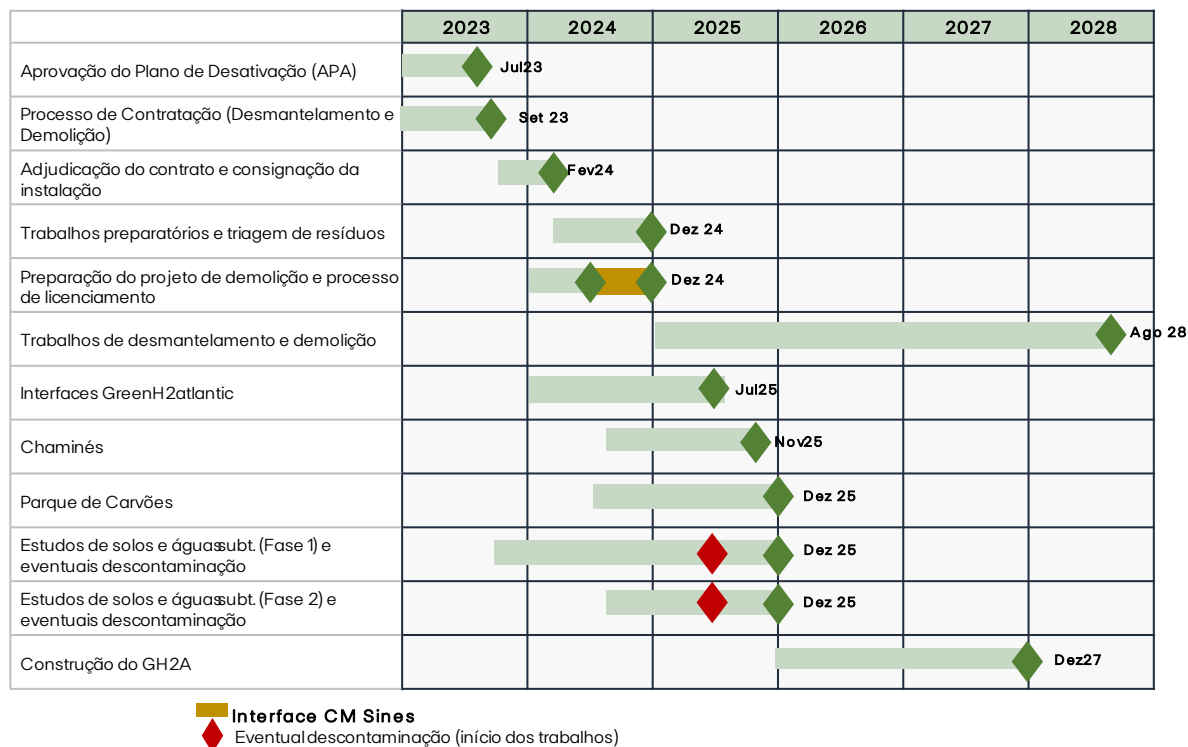 2023 2024 2025 2026 2027 2028
Aprovação do Plano de Desativação (APA)
Jul23
Processo de Contratação (Desmantelamento e
Demolição)
Set 23
Adjudicação do contrato e consignação da
instalação
Fev24
Trabalhos preparatórios e triagem de resíduos
Dez 24
Preparação do projeto de demolição e processo
de licenciamento
Dez 24
Trabalhos de desmantelamento e demolição
Ago 28
Interfaces GreenH2atlantic
Jul25
Chaminés
Nov25
Parque de Carvões
Dez 25
Estudos de solos e águas subt. (Fase 1) e
eventuais descontaminação
Dez 25
Estudos de solos e águas subt. (Fase 2) e
eventuais descontaminação
Dez 25
Construção do GH2A
Dez27
Interface CM Sines
Eventual descontaminação (início dos trabalhos)